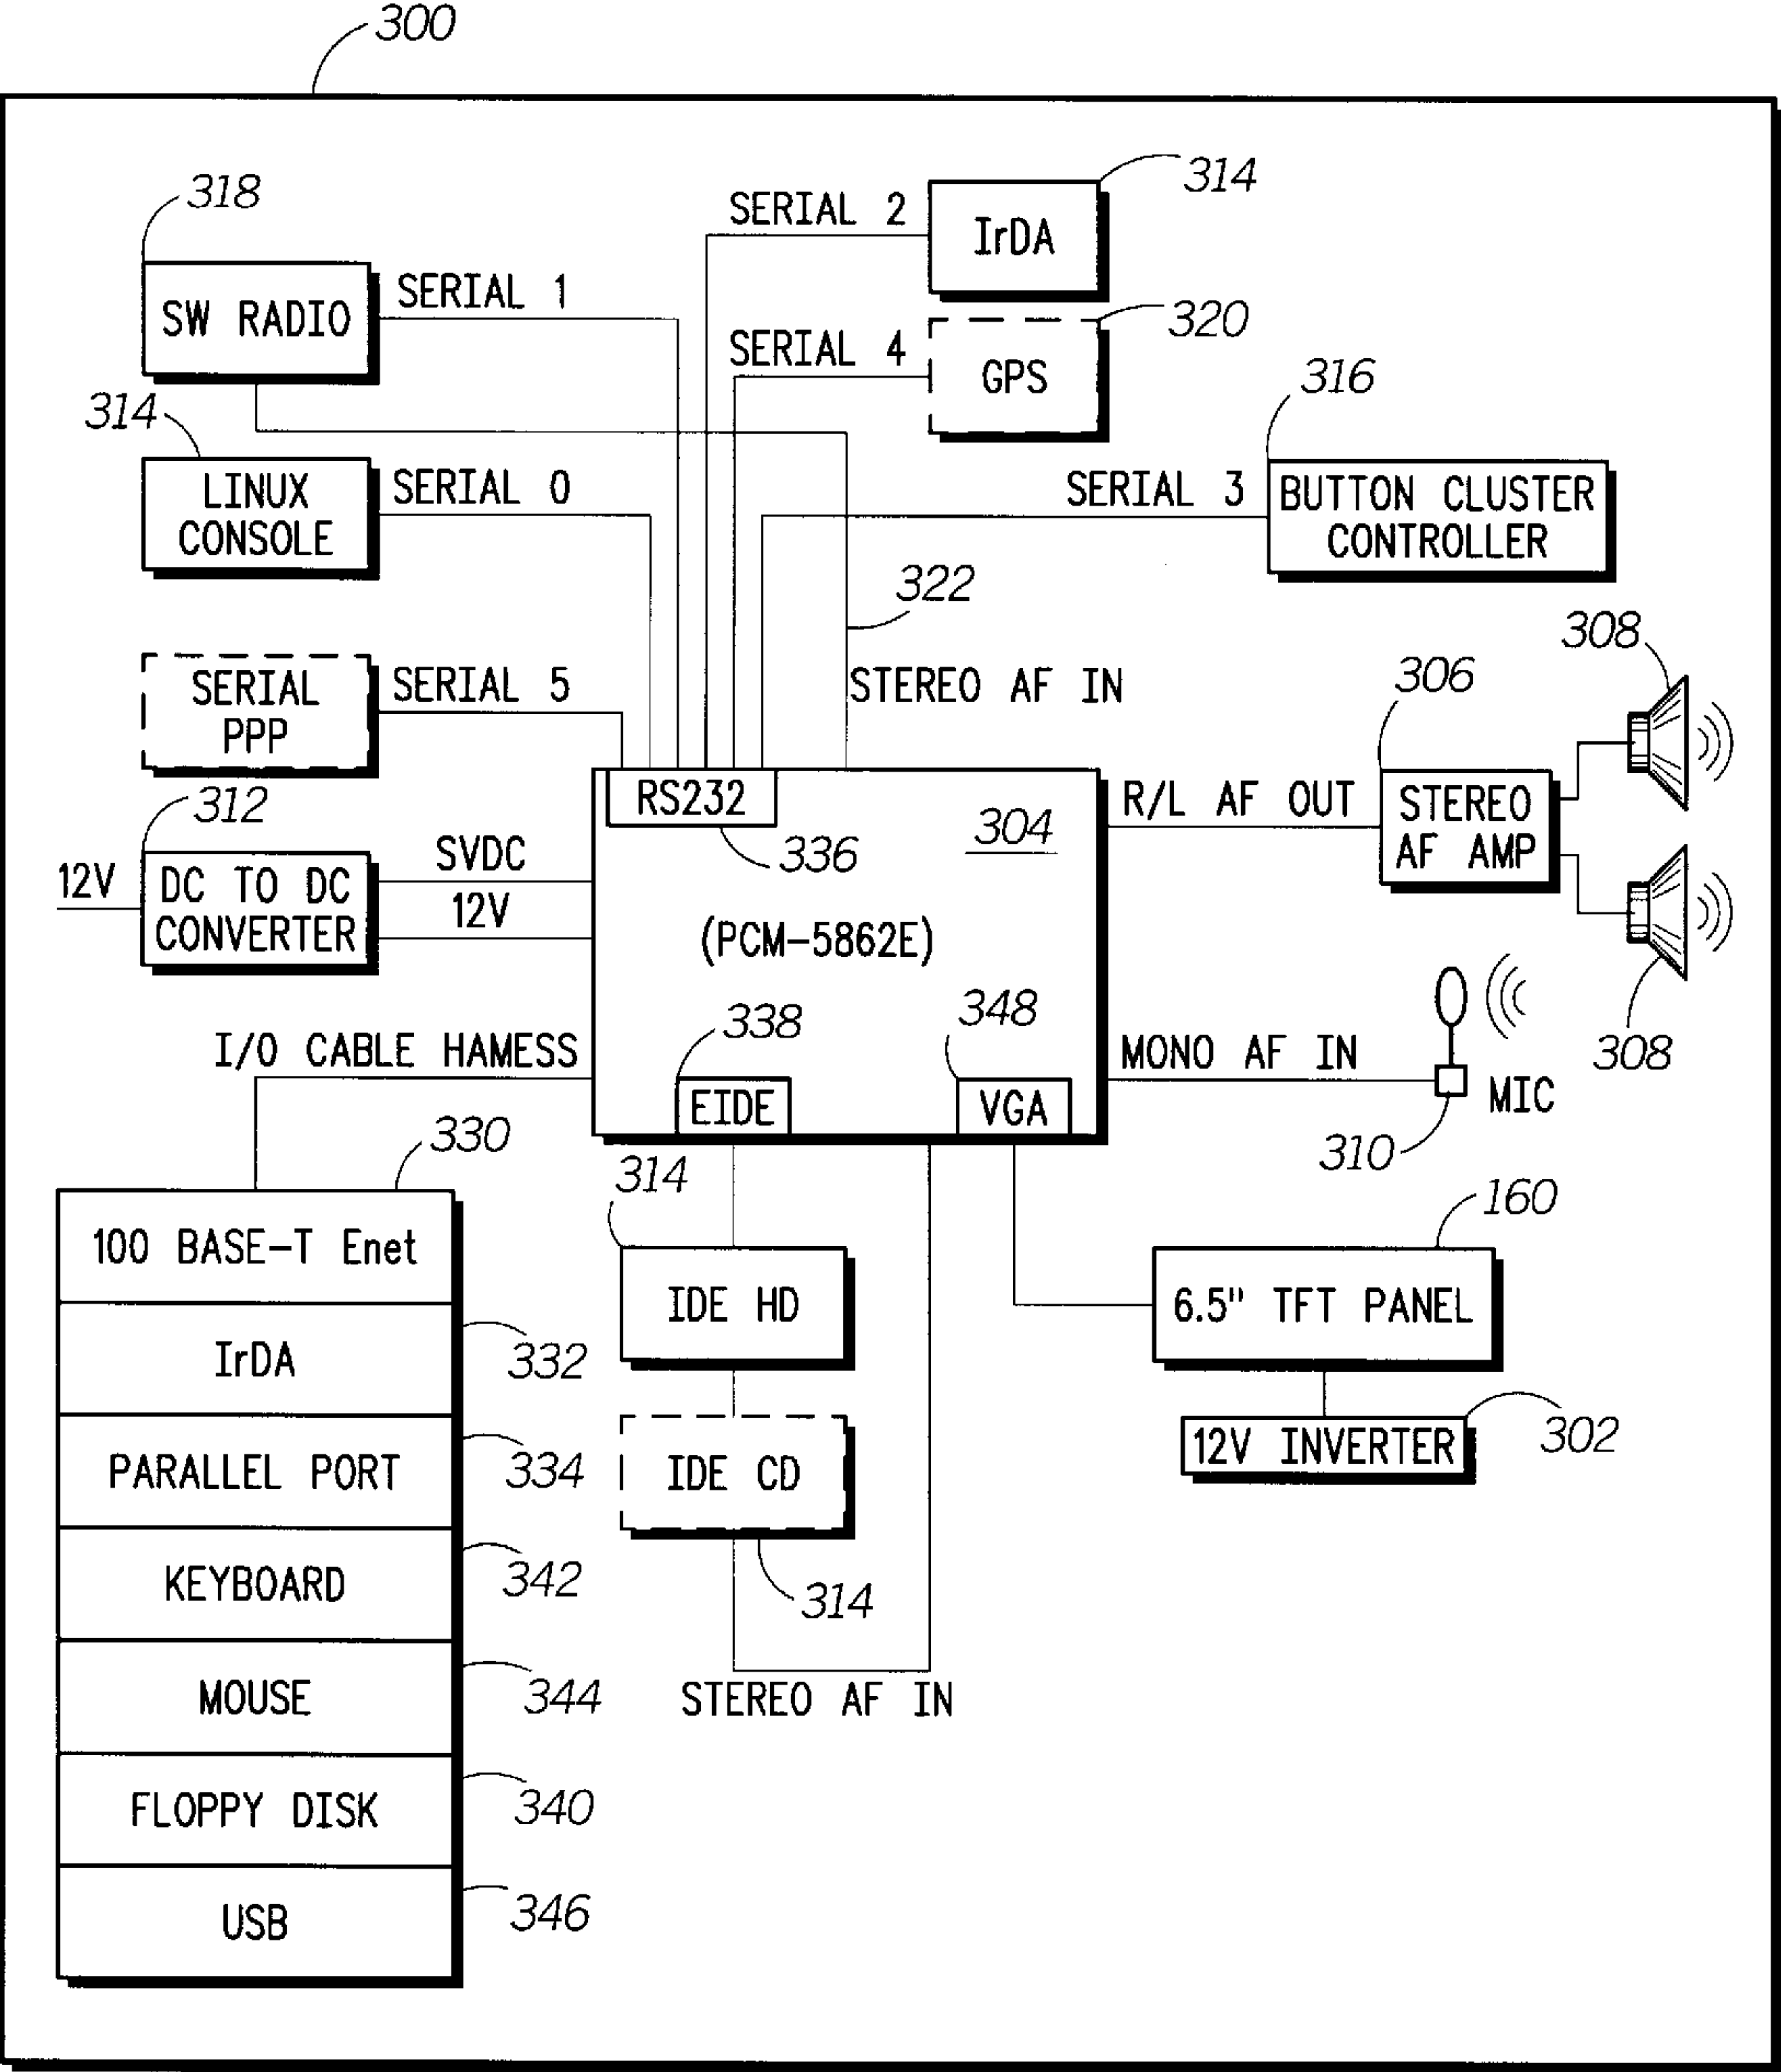 300
318
SERIAL 2
314
IrDA
SW RADIO
SERIAL 1
SERIAL 4
320
GPS
314
316
LINUX
CONSOLE
SERIAL 0
SERIAL 3
BUTTON CLUSTER
CONTROLLER
322
SERIAL
PPP
SERIAL 5
STEREO AF IN
306
308
312
RS232
336
304
R/L AF OUT
STEREO
AF AMP
12V
DC TO DC
CONVERTER
SVDC
12V
(PCM-5862E)
308
I/O CABLE HAMESS
338
348
EIDE
VGA
MONO AF IN
MIC
310
330
314
160
100 BASE-T Enet
IDE HD
6.5" TFT PANEL
IrDA
332
12V INVERTER
302
PARALLEL PORT
334
IDE CD
314
KEYBOARD
342
MOUSE
344
STEREO AF IN
FLOPPY DISK
340
USB
346